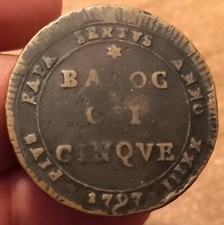 PIVS PAPA SEXTVS ANNO XXIII
BAIOC
CHI
CINQVE
1797